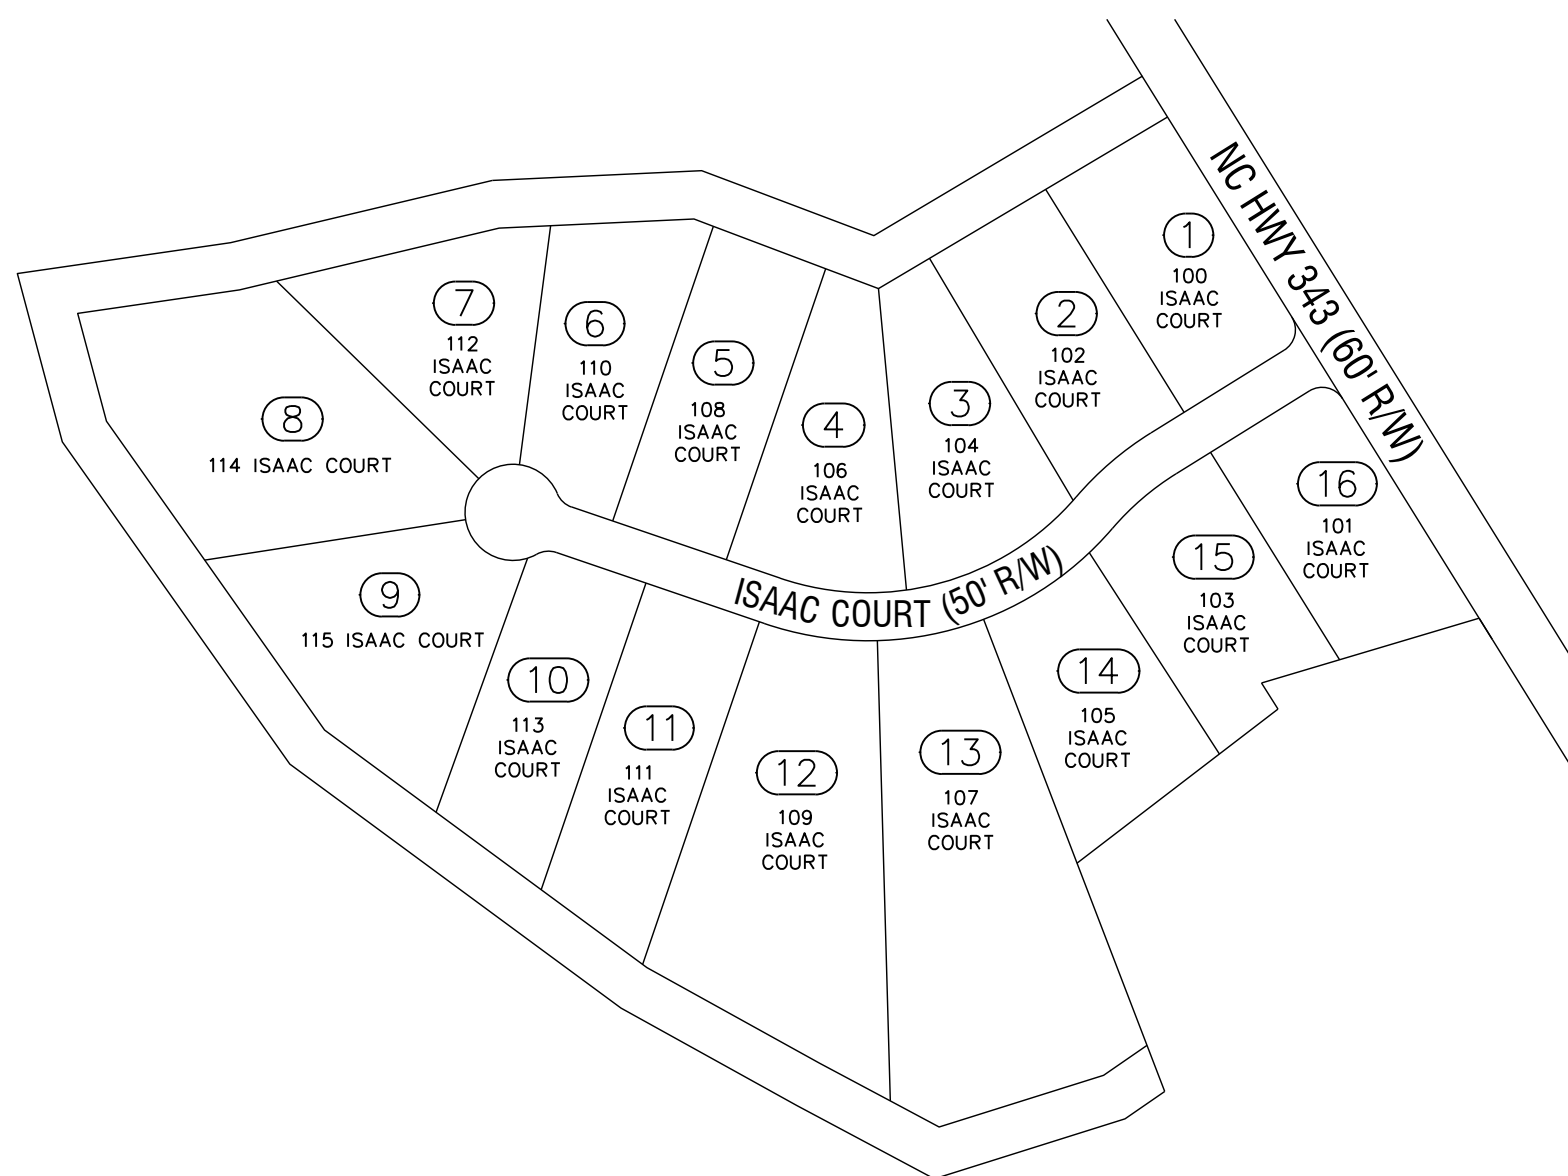 NC HWY 343 (60' R/W)
1
100
ISAAC
COURT
2
102
ISAAC
COURT
3
104
ISAAC
COURT
4
106
ISAAC
COURT
5
108
ISAAC
COURT
6
110
ISAAC
COURT
7
112
ISAAC
COURT
8
114 ISAAC COURT
9
115 ISAAC COURT
10
113
ISAAC
COURT
11
111
ISAAC
COURT
12
109
ISAAC
COURT
13
107
ISAAC
COURT
14
105
ISAAC
COURT
15
103
ISAAC
COURT
16
101
ISAAC
COURT
ISAAC COURT (50' R/W)